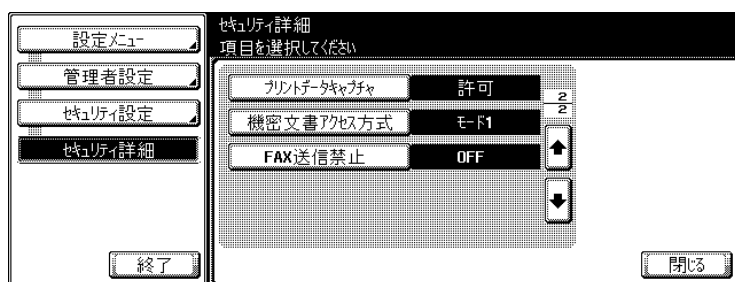 設定ﾒﾆｭｰ
管理者設定
ｾｷｭﾘﾃｨ設定
ｾｷｭﾘﾃｨ詳細
終了
ｾｷｭﾘﾃｨ詳細
項目を選択してください
ﾌﾟﾘﾝﾄﾃﾞｰﾀｷｬﾌﾟﾁｬ 許可
機密文書ｱｸｾｽ方式 ﾓｰﾄﾞ1
FAX送信禁止 OFF
2
2
閉じる